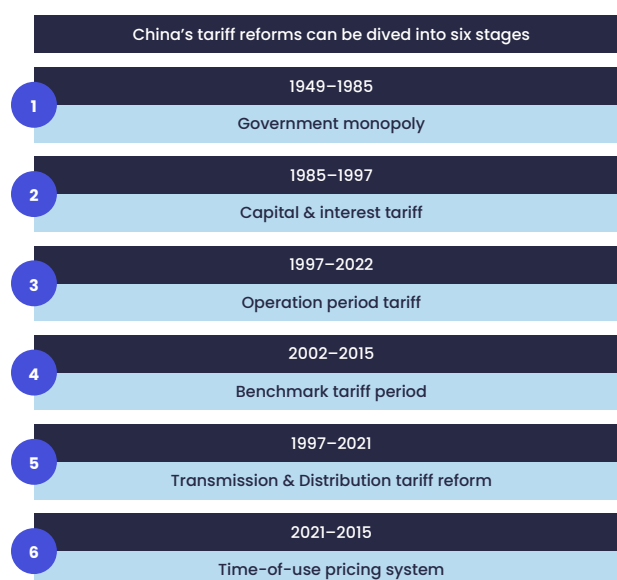 China's tariff reforms can be dived into six stages
1949–1985
1
Government monopoly
1985–1997
2
Capital & interest tariff
1997–2022
3
Operation period tariff
2002–2015
4
Benchmark tariff period
1997–2021
5
Transmission & Distribution tariff reform
2021–2015
6
Time-of-use pricing system